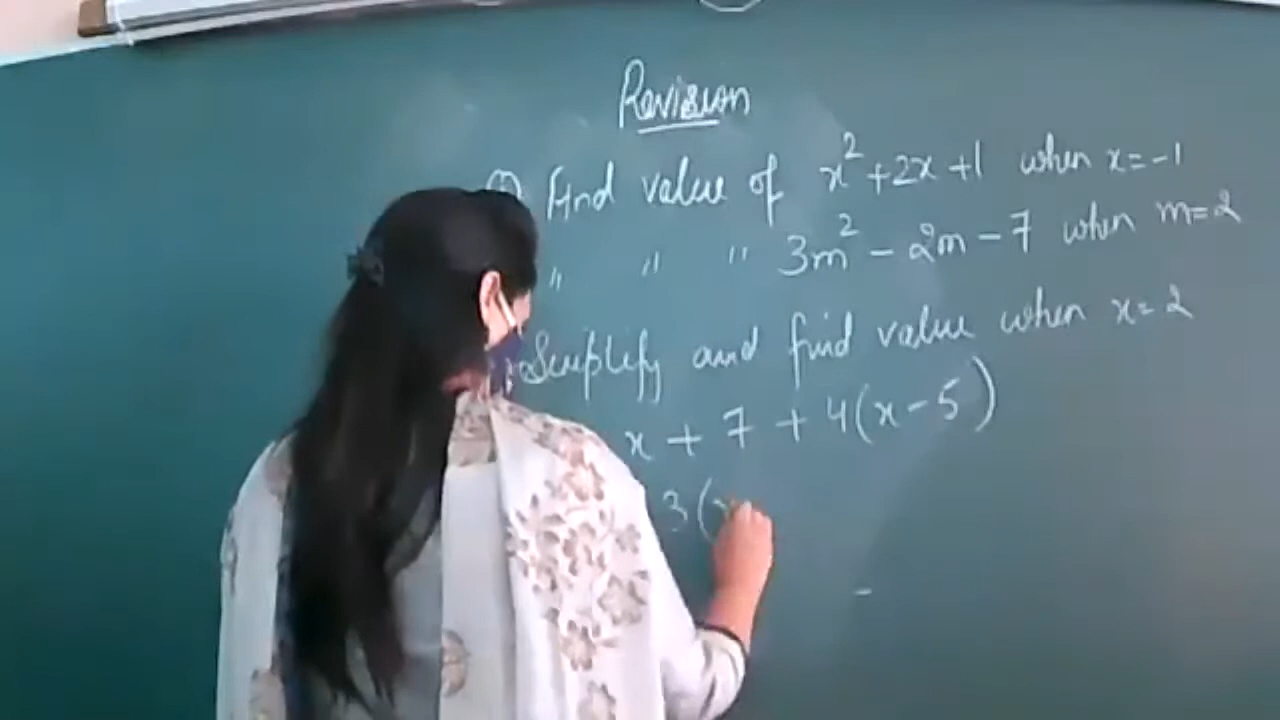 Revision
① Find value of x² + 2x + 1 when x = -1
" " " 3m² - 2m - 7 when m = 2
Simplify and find value when x = 2
x + 7 + 4(x - 5)
3(x